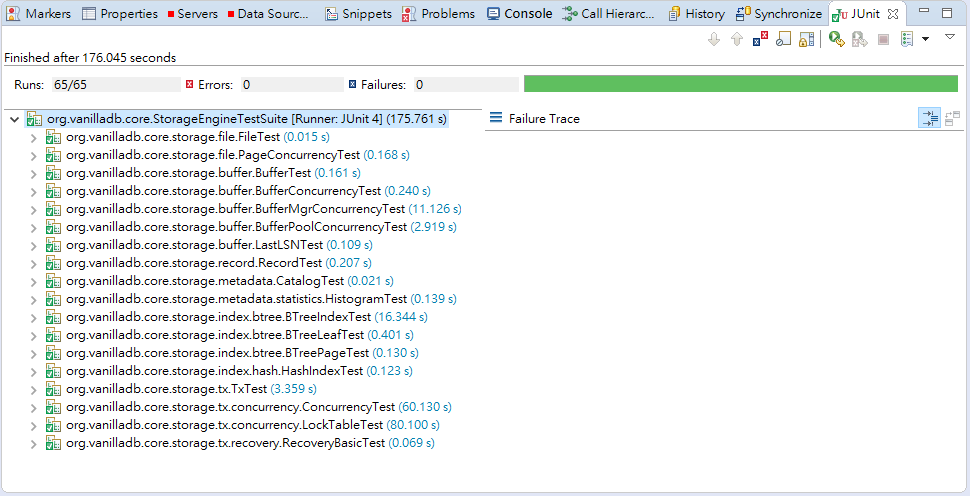 Markers Properties Servers Data Sourc... Snippets Problems Console Call Hierarc... History Synchronize JUnit
Finished after 176.045 seconds
Runs: 65/65 Errors: 0 Failures: 0
org.vanilladb.core.StorageEngineTestSuite [Runner: JUnit 4] (175.761 s) Failure Trace
org.vanilladb.core.storage.file.FileTest (0.015 s)
org.vanilladb.core.storage.file.PageConcurrencyTest (0.168 s)
org.vanilladb.core.storage.buffer.BufferTest (0.161 s)
org.vanilladb.core.storage.buffer.BufferConcurrencyTest (0.240 s)
org.vanilladb.core.storage.buffer.BufferMgrConcurrencyTest (11.126 s)
org.vanilladb.core.storage.buffer.BufferPoolConcurrencyTest (2.919 s)
org.vanilladb.core.storage.buffer.LastLSNTest (0.109 s)
org.vanilladb.core.storage.record.RecordTest (0.207 s)
org.vanilladb.core.storage.metadata.CatalogTest (0.021 s)
org.vanilladb.core.storage.metadata.statistics.HistogramTest (0.139 s)
org.vanilladb.core.storage.index.btree.BTreeIndexTest (16.344 s)
org.vanilladb.core.storage.index.btree.BTreeLeafTest (0.401 s)
org.vanilladb.core.storage.index.btree.BTreePageTest (0.130 s)
org.vanilladb.core.storage.index.hash.HashIndexTest (0.123 s)
org.vanilladb.core.storage.tx.TxTest (3.359 s)
org.vanilladb.core.storage.tx.concurrency.ConcurrencyTest (60.130 s)
org.vanilladb.core.storage.tx.concurrency.LockTableTest (80.100 s)
org.vanilladb.core.storage.tx.recovery.RecoveryBasicTest (0.069 s)